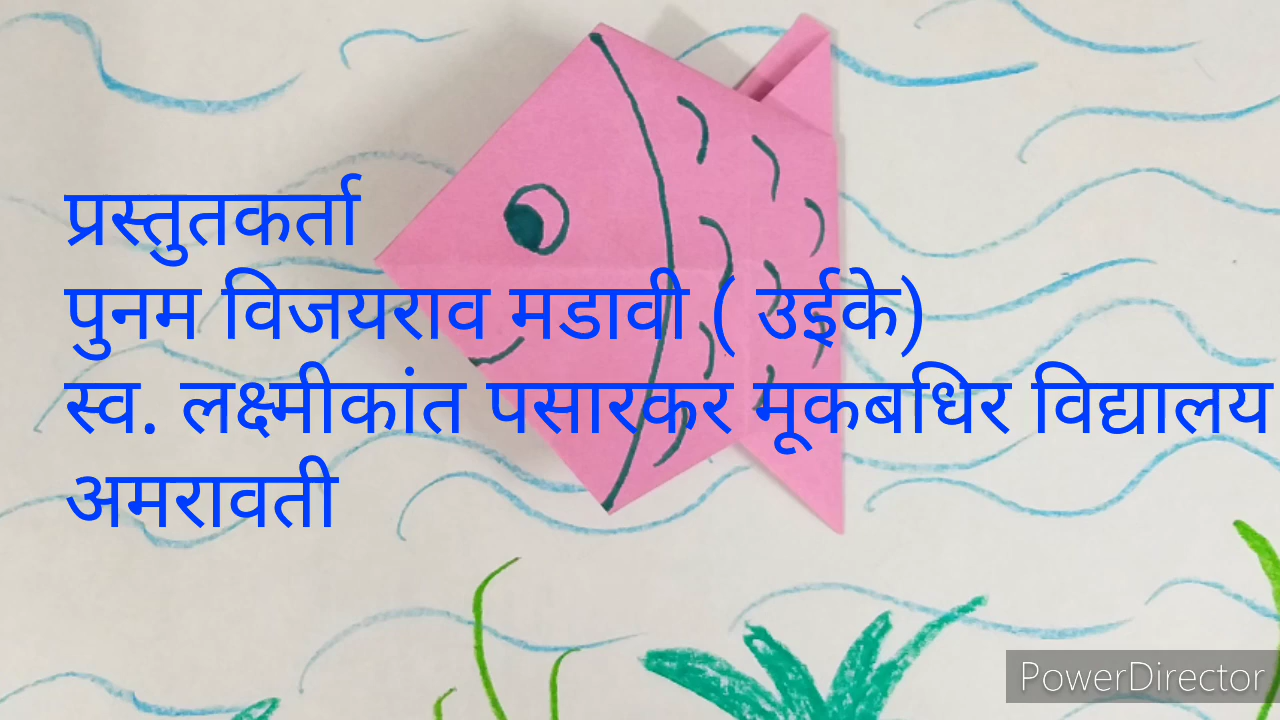 प्रस्तुतकर्ता
पुनम विजयराव मडावी ( उईके)
स्व. लक्ष्मीकांत पसारकर मूकबधिर विद्यालय
अमरावती
PowerDirector